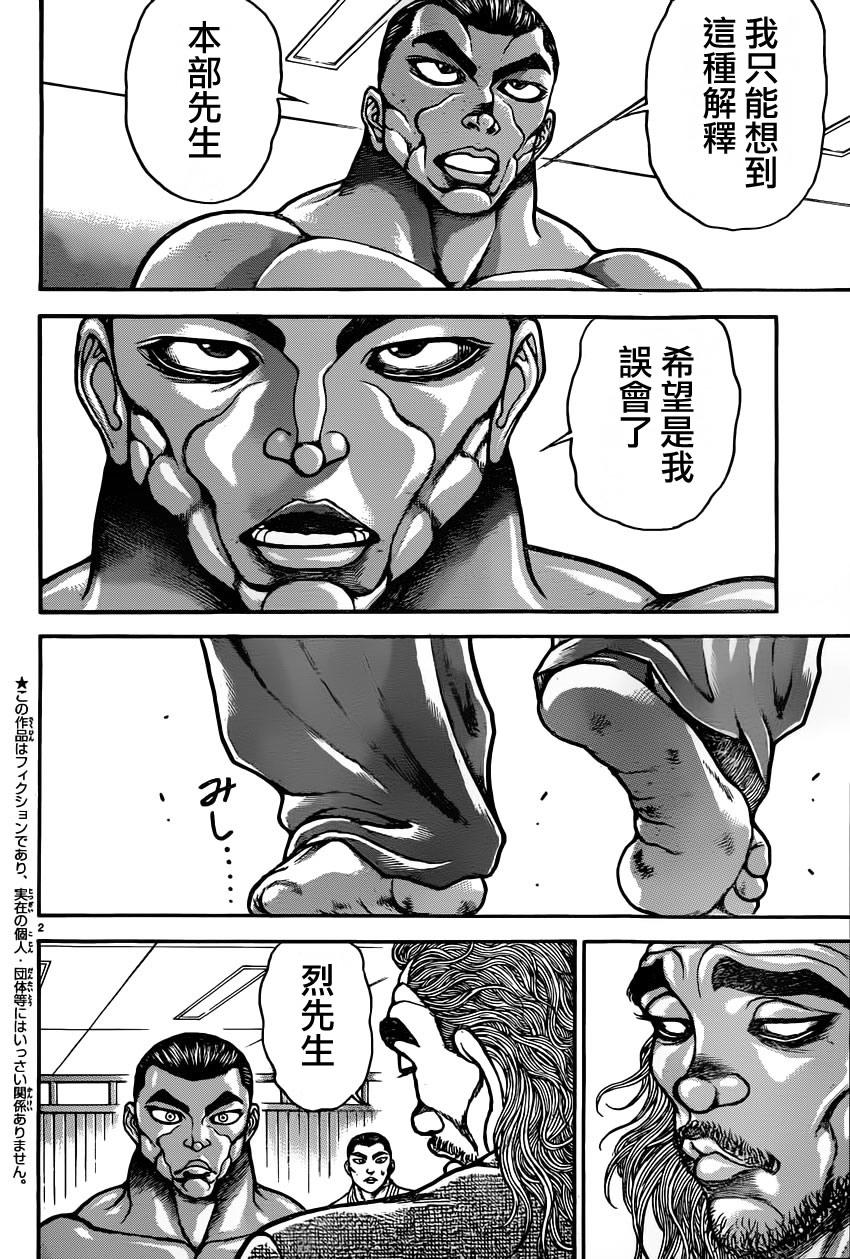 我只能想到
這種解釋
本部先生
希望是我
誤會了
みし・・・・
烈先生
★この作品はフィクションであり、実在の個人・団体等にはいっさい関係ありません。
2